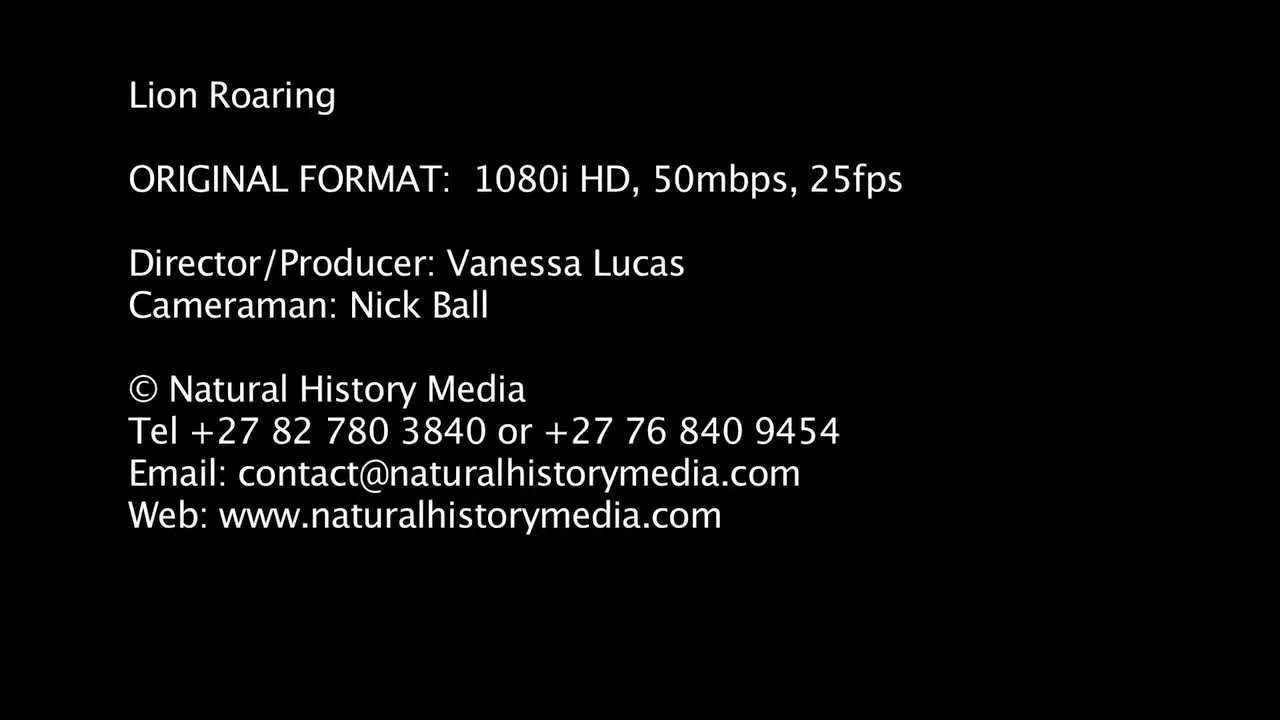 Lion Roaring
ORIGINAL FORMAT:  1080i HD, 50mbps, 25fps
Director/Producer: Vanessa Lucas
Cameraman: Nick Ball
© Natural History Media
Tel +27 82 780 3840 or +27 76 840 9454
Email: contact@naturalhistorymedia.com
Web: www.naturalhistorymedia.com